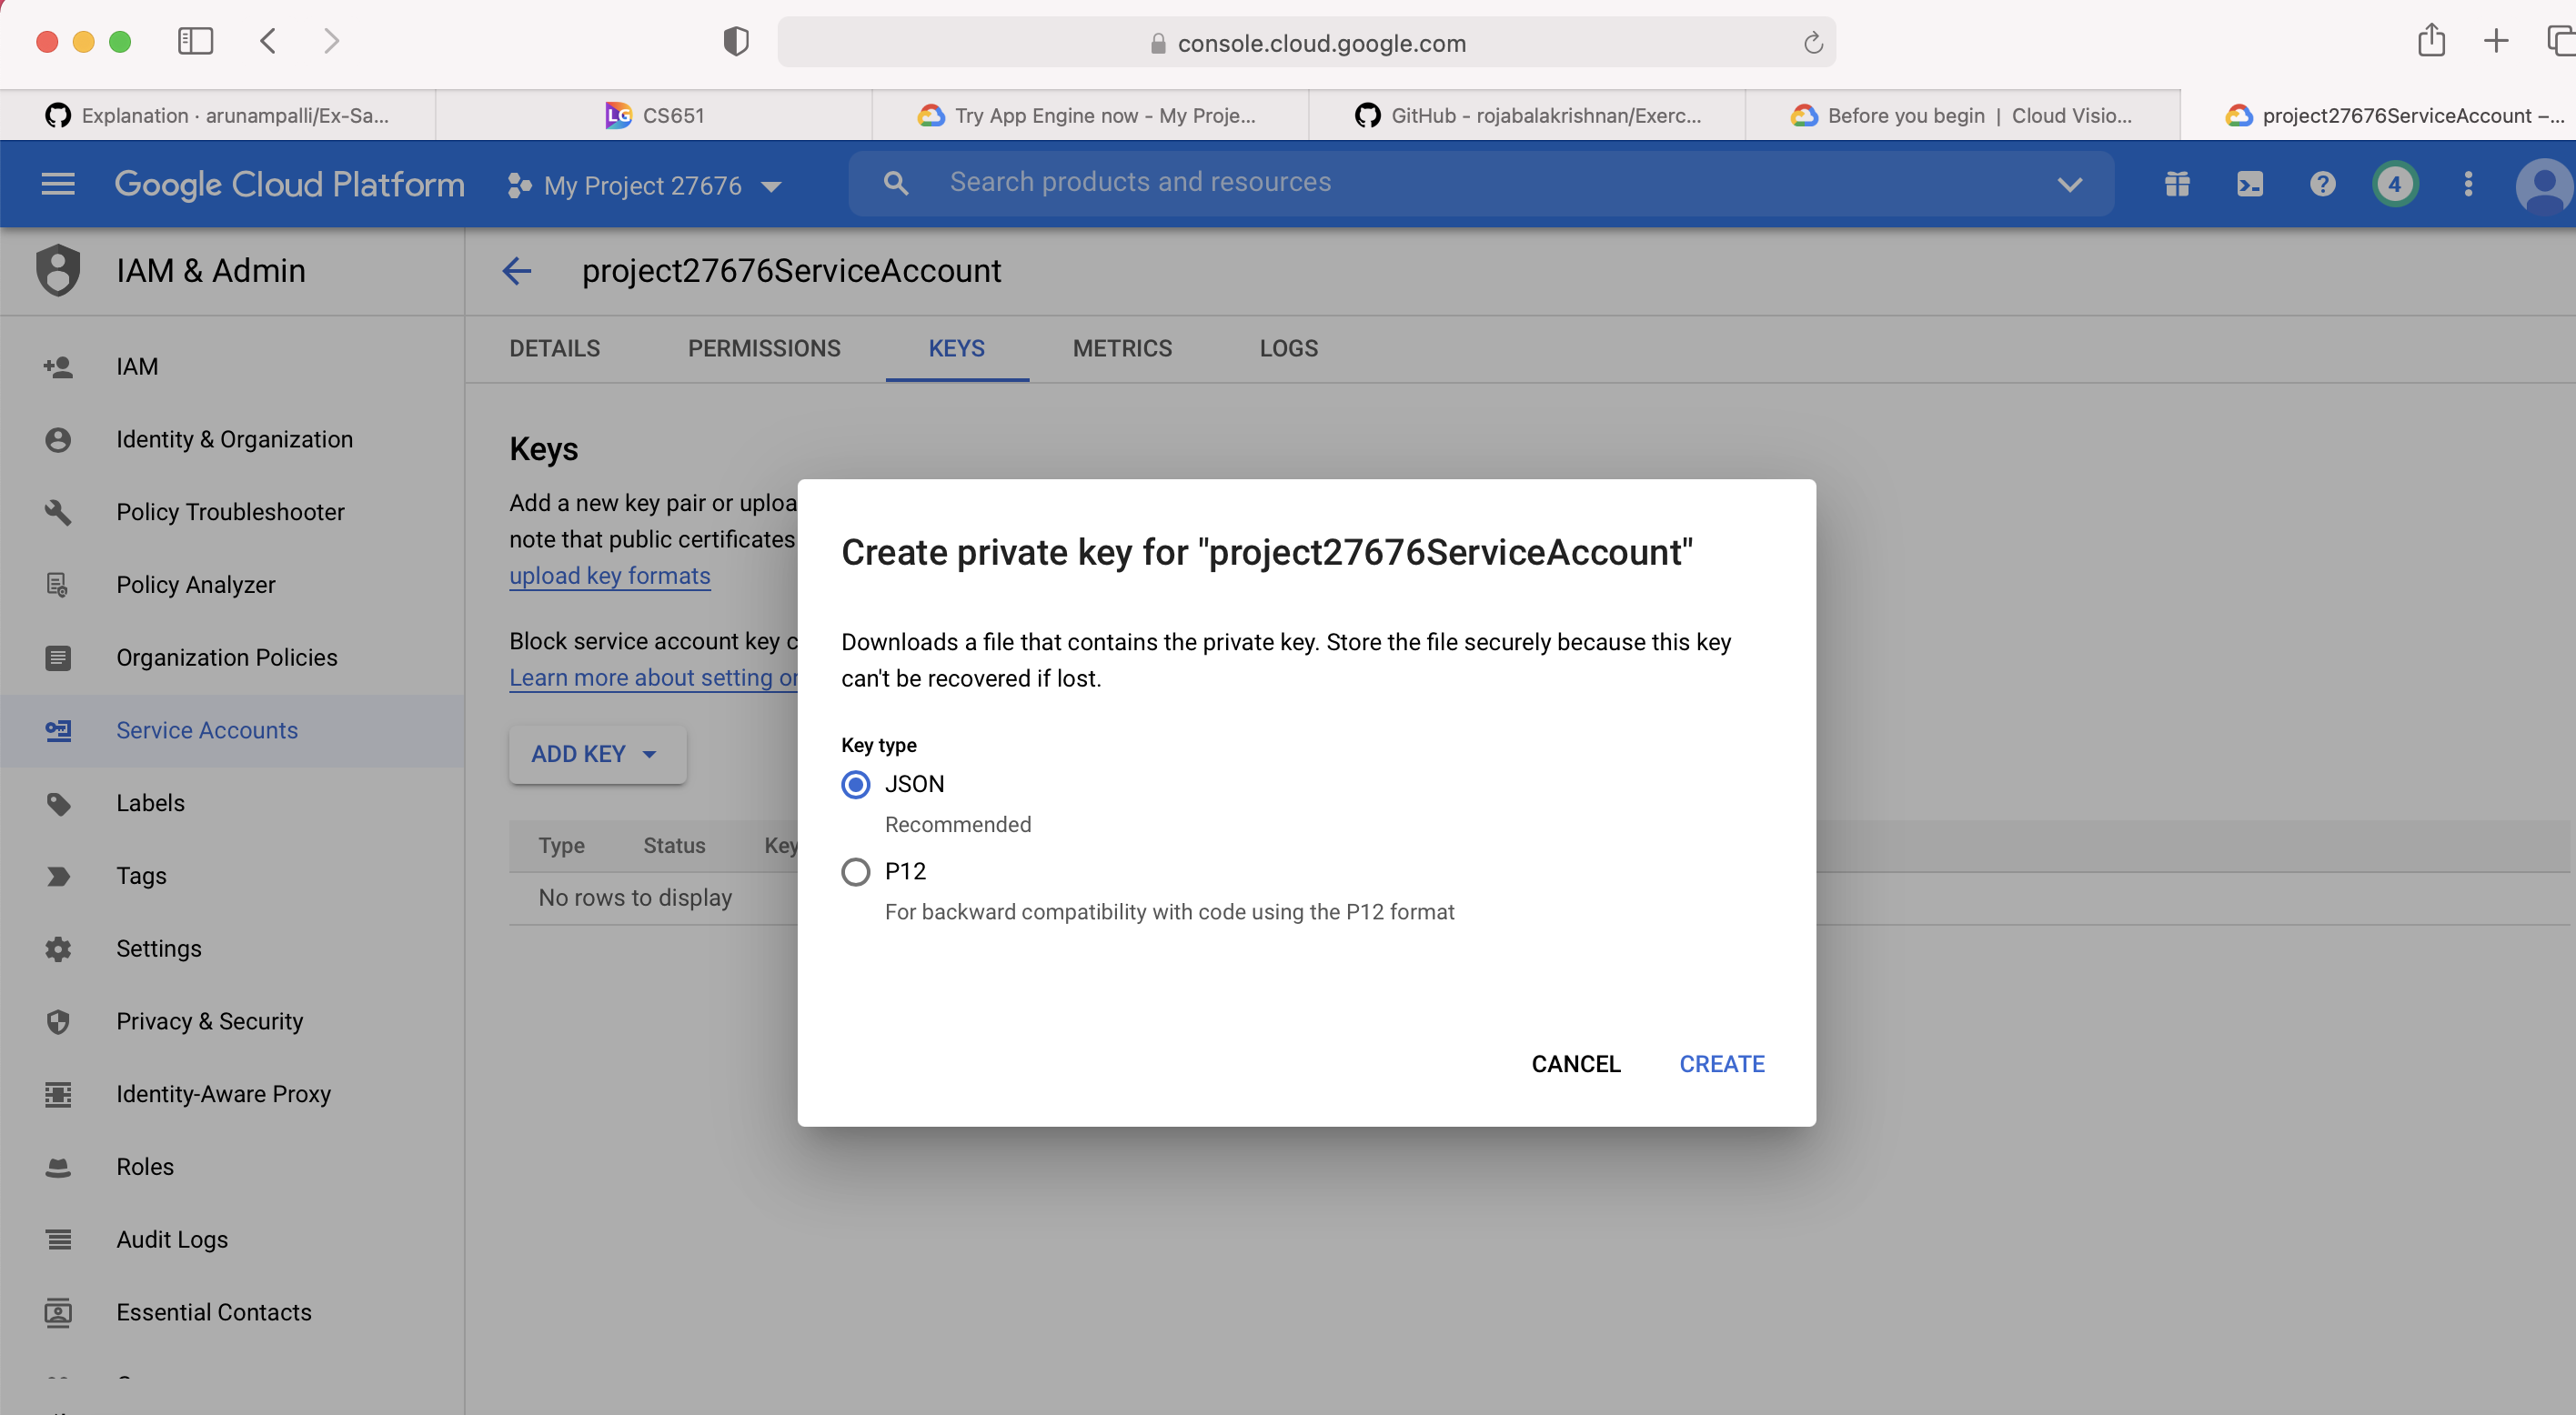 console.cloud.google.com
Explanation · arunampalli/Ex-Sa...
LG CS651
Try App Engine now - My Proje...
GitHub - rojabalakrishnan/Exerc...
Before you begin | Cloud Visio...
project27676ServiceAccount –...
Google Cloud Platform
My Project 27676
Search products and resources
4
IAM & Admin
IAM
Identity & Organization
Policy Troubleshooter
Policy Analyzer
Organization Policies
Service Accounts
Labels
Tags
Settings
Privacy & Security
Identity-Aware Proxy
Roles
Audit Logs
Essential Contacts
project27676ServiceAccount
DETAILS PERMISSIONS KEYS METRICS LOGS
Keys
Add a new key pair or uploa
note that public certificates
upload key formats
Block service account key c
Learn more about setting or
ADD KEY
Type Status Key
No rows to display
Create private key for "project27676ServiceAccount"
Downloads a file that contains the private key. Store the file securely because this key
can't be recovered if lost.
Key type
JSON
Recommended
P12
For backward compatibility with code using the P12 format
CANCEL CREATE